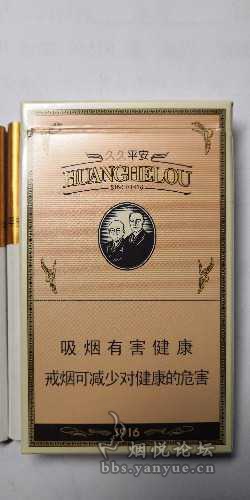 久久平安
HUANGHELOU
SINCE 1916
吸烟有害健康
戒烟可减少对健康的危害
1916
烟悦论坛
bbs.yanyue.cn